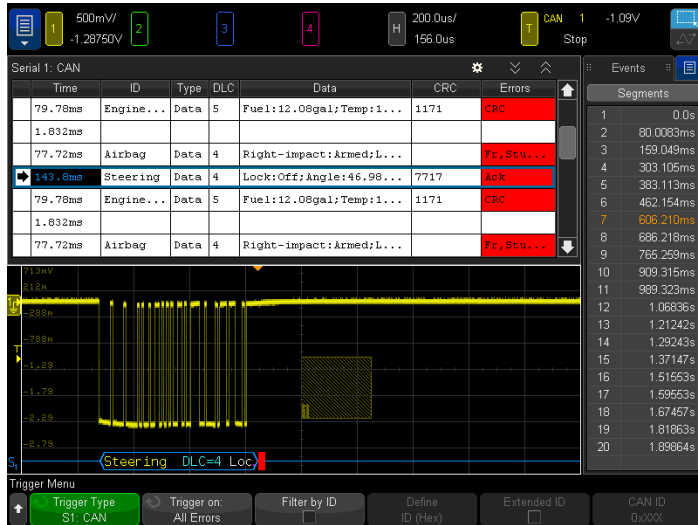 1 500mV/ -1.28750V 2 3 4 H 200.0us/ 156.0us T CAN 1 -1.09V Stop
Serial 1: CAN
Time ID Type DLC Data CRC Errors
79.78ms Engine... Data 5 Fuel:12.08gal;Temp:1... 1171 CRC
1.832ms
77.72ms Airbag Data 4 Right-impact:Armed;L... Fr,Stu...
143.8ms Steering Data 4 Lock:Off;Angle:46.98... 7717 Ack
79.78ms Engine... Data 5 Fuel:12.08gal;Temp:1... 1171 CRC
1.832ms
77.72ms Airbag Data 4 Right-impact:Armed;L... Fr,Stu...
Events
Segments
1 0.0s
2 80.0083ms
3 159.049ms
4 303.105ms
5 383.113ms
6 462.154ms
7 606.210ms
8 686.218ms
9 765.259ms
10 909.315ms
11 989.323ms
12 1.06836s
13 1.21242s
14 1.29243s
15 1.37147s
16 1.51553s
17 1.59553s
18 1.67457s
19 1.81863s
20 1.89864s
713mV
212m
-288m
-788m
T
-1.29
-1.79
-2.29
-2.79
1
S1 Steering DLC=4 Loc
Trigger Menu
Trigger Type
S1: CAN
Trigger on:
All Errors
Filter by ID
Define
ID (Hex)
Extended ID
CAN ID
0xXXX